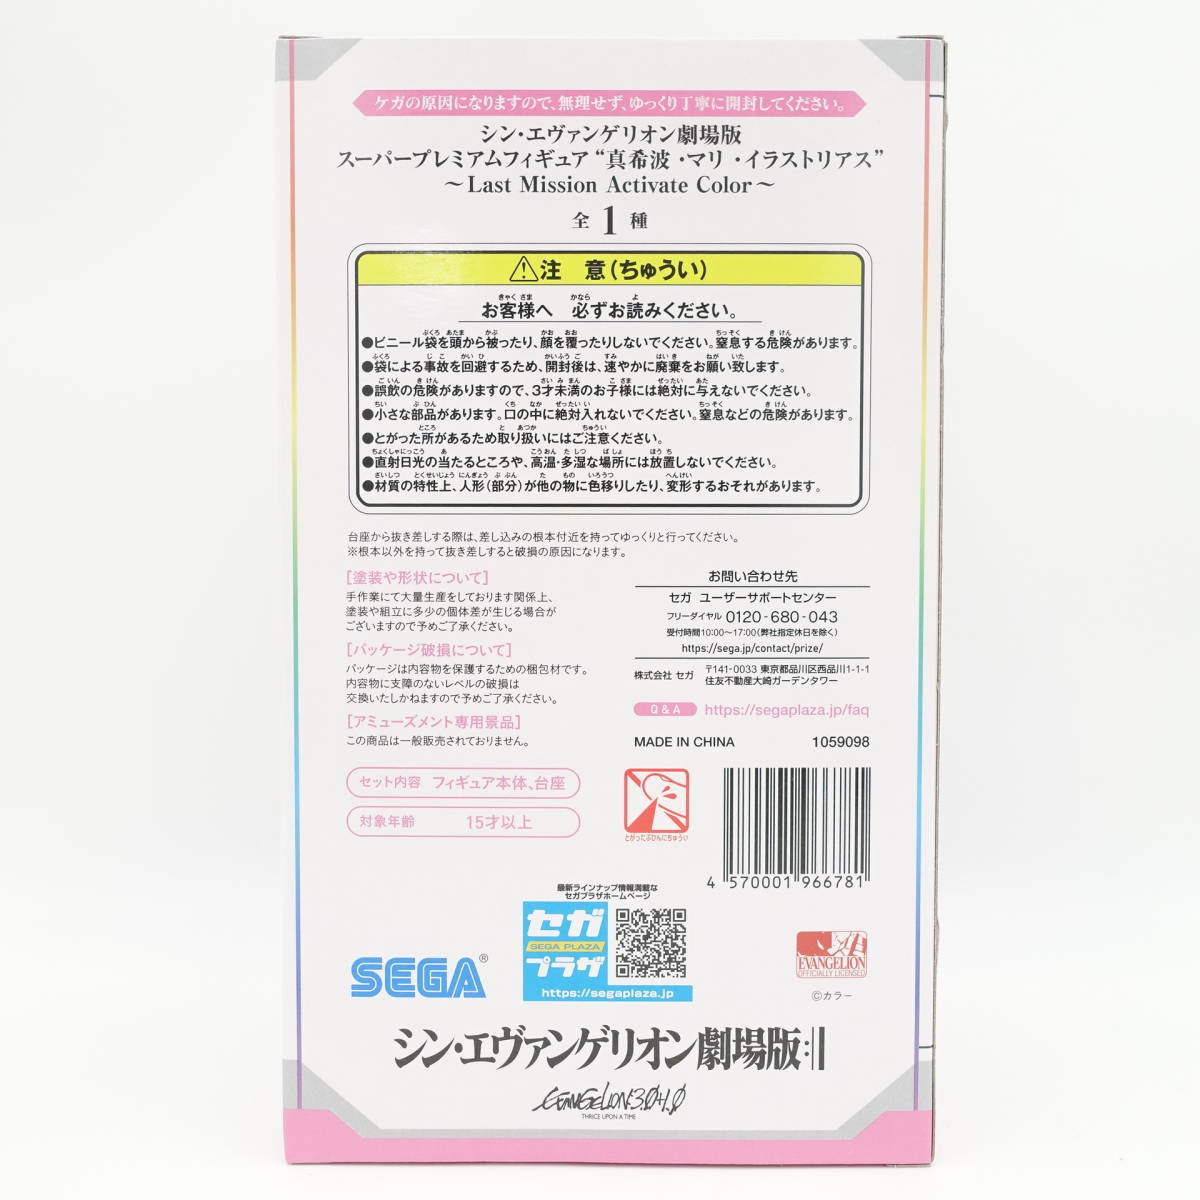 ケガの原因になりますので、無理せず、ゆっくり丁寧に開封してください。
シン・エヴァンゲリオン劇場版
スーパープレミアムフィギュア“真希波・マリ・イラストリアス”
～Last Mission Activate Color～
全1種
⚠注 意(ちゅうい)
お客様へ 必ずお読みください。
●ビニール袋を頭から被ったり、顔を覆ったりしないでください。窒息する危険があります。
●袋による事故を回避するため、開封後は、速やかに廃棄をお願い致します。
●誤飲の危険がありますので、3才未満のお子様には絶対に与えないでください。
●小さな部品があります。口の中に絶対入れないでください。窒息などの危険があります。
●とがった所があるため取り扱いにはご注意ください。
●直射日光の当たるところや、高温・多湿な場所には放置しないでください。
●材質の特性上、人形(部分)が他の物に色移りしたり、変形するおそれがあります。
台座から抜き差しする際は、差し込みの根本付近を持ってゆっくりと行ってください。
※根本以外を持って抜き差しすると破損の原因になります。
[塗装や形状について]
手作業にて大量生産をしております関係上、
塗装や組立に多少の個体差が生じる場合が
ございますので予めご了承ください。
[パッケージ破損について]
パッケージは内容物を保護するための梱包材です。
内容物に支障のないレベルの破損は
交換いたしかねますので予めご了承ください。
[アミューズメント専用景品]
この商品は一般販売されておりません。
セット内容 フィギュア本体、台座
対象年齢 15才以上
お問い合わせ先
セガ ユーザーサポートセンター
フリーダイヤル 0120-680-043
受付時間10:00～17:00(弊社指定休日を除く)
https://sega.jp/contact/prize/
株式会社 セガ 〒141-0033 東京都品川区西品川1-1-1
住友不動産大崎ガーデンタワー
Q & A https://segaplaza.jp/faq
MADE IN CHINA 1059098
とがったぶひんにちゅうい
4 570001 966781
最新ラインナップ情報満載な
セガプラザホームページ
セガ
SEGA PLAZA
プラザ
https://segaplaza.jp
SEGA®
EVANGELION
OFFICIALLY LICENSED
©カラー
シン・エヴァンゲリオン劇場版:||
EVANGELION:3.0+1.0
THRICE UPON A TIME